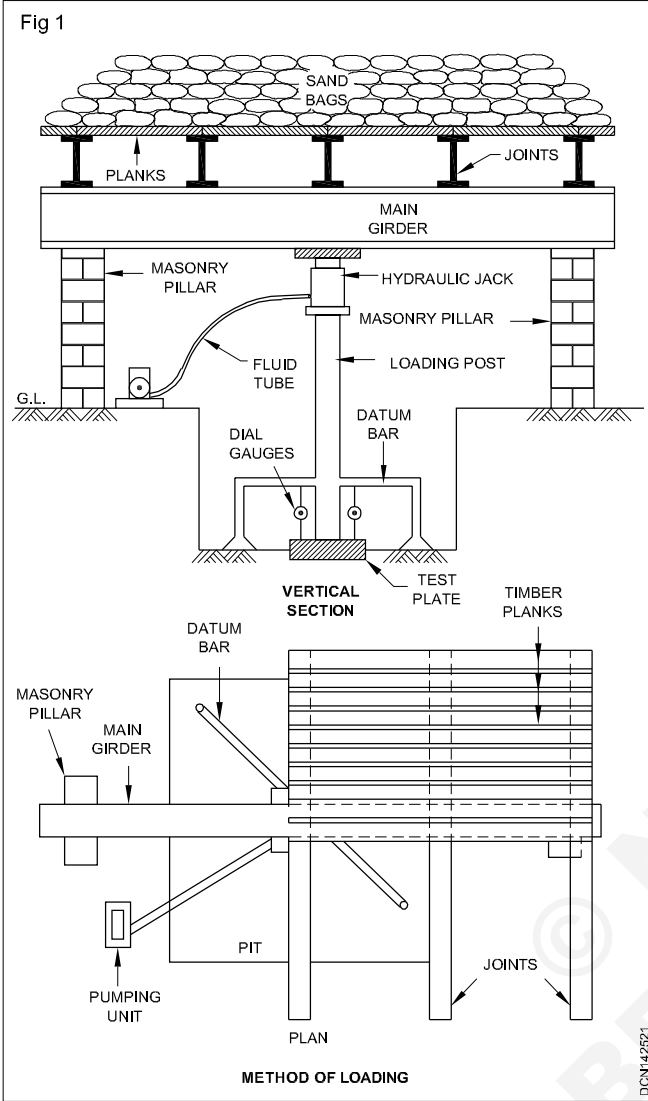 Fig 1
SAND
BAGS
PLANKS
JOINTS
MAIN
GIRDER
MASONRY
PILLAR
HYDRAULIC JACK
MASONRY PILLAR
FLUID
TUBE
LOADING POST
G.L.
DIAL
GAUGES
DATUM
BAR
VERTICAL
SECTION
TEST
PLATE
TIMBER
PLANKS
DATUM
BAR
MASONRY
PILLAR
MAIN
GIRDER
PIT
JOINTS
PUMPING
UNIT
PLAN
METHOD OF LOADING
DCN142521
©
N
B